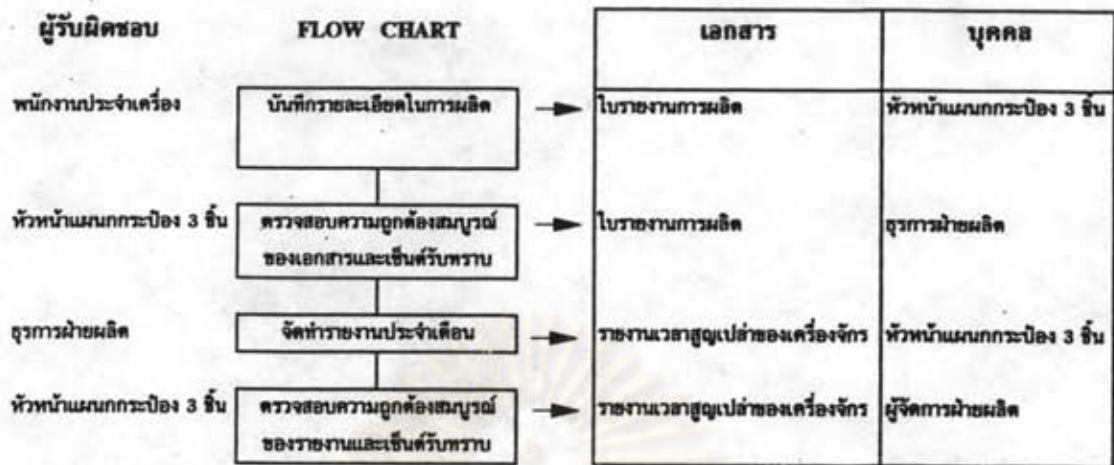 ผู้รับผิดชอบ FLOW CHART เอกสาร บุคคล
พนักงานประจำเครื่อง บันทึกรายละเอียดในการผลิต ใบรายงานการผลิต หัวหน้าแผนกกระป๋อง 3 ชิ้น
หัวหน้าแผนกกระป๋อง 3 ชิ้น ตรวจสอบความถูกต้องสมบูรณ์ ใบรายงานการผลิต ธุรการฝ่ายผลิต
ของเอกสารและเซ็นต์รับทราบ
ธุรการฝ่ายผลิต จัดทำรายงานประจำเดือน รายงานเวลาสูญเปล่าของเครื่องจักร หัวหน้าแผนกกระป๋อง 3 ชิ้น
หัวหน้าแผนกกระป๋อง 3 ชิ้น ตรวจสอบความถูกต้องสมบูรณ์ รายงานเวลาสูญเปล่าของเครื่องจักร ผู้จัดการฝ่ายผลิต
ของรายงานและเซ็นต์รับทราบ